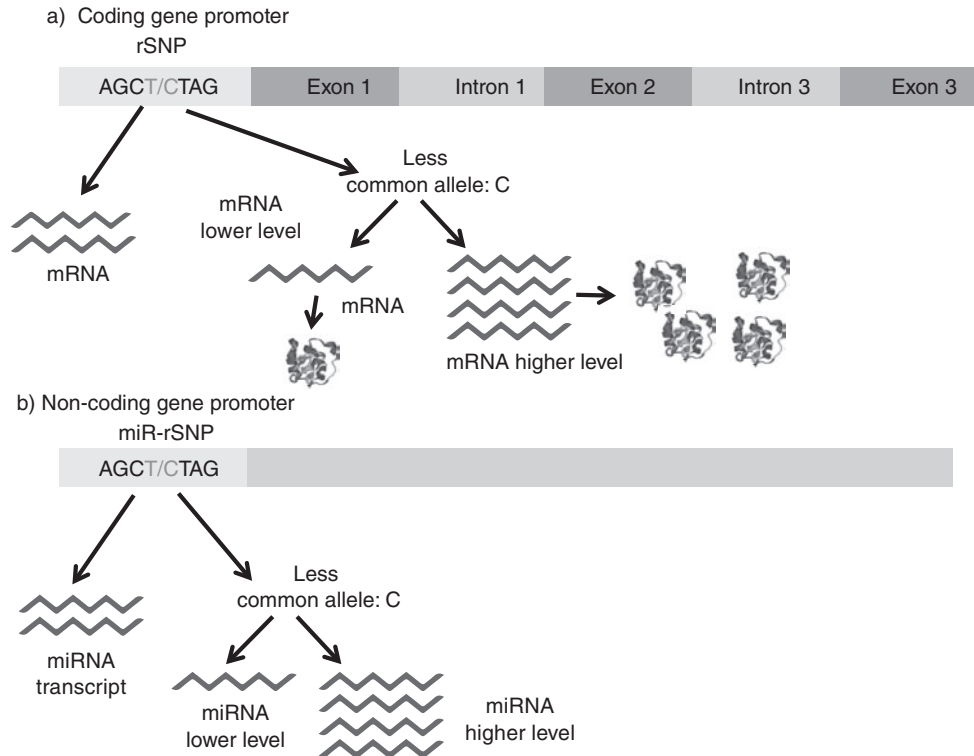 a) Coding gene promoter
rSNP
AGCT/CTAG Exon 1 Intron 1 Exon 2 Intron 3 Exon 3
Less
common allele: C
mRNA
lower level
mRNA
mRNA
mRNA higher level
b) Non-coding gene promoter
miR-rSNP
AGCT/CTAG
Less
common allele: C
miRNA
transcript
miRNA
lower level
miRNA
higher level